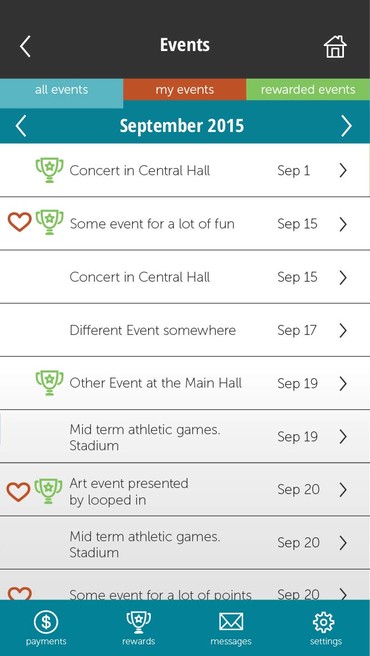 Events
all events
my events
rewarded events
September 2015
Concert in Central Hall
Sep 1
Some event for a lot of fun
Sep 15
Concert in Central Hall
Sep 15
Different Event somewhere
Sep 17
Other Event at the Main Hall
Sep 19
Mid term athletic games.
Stadium
Sep 19
Art event presented
by looped in
Sep 20
Mid term athletic games.
Stadium
Sep 20
Some event for a lot of points
Sep 20
$
payments
rewards
messages
settings